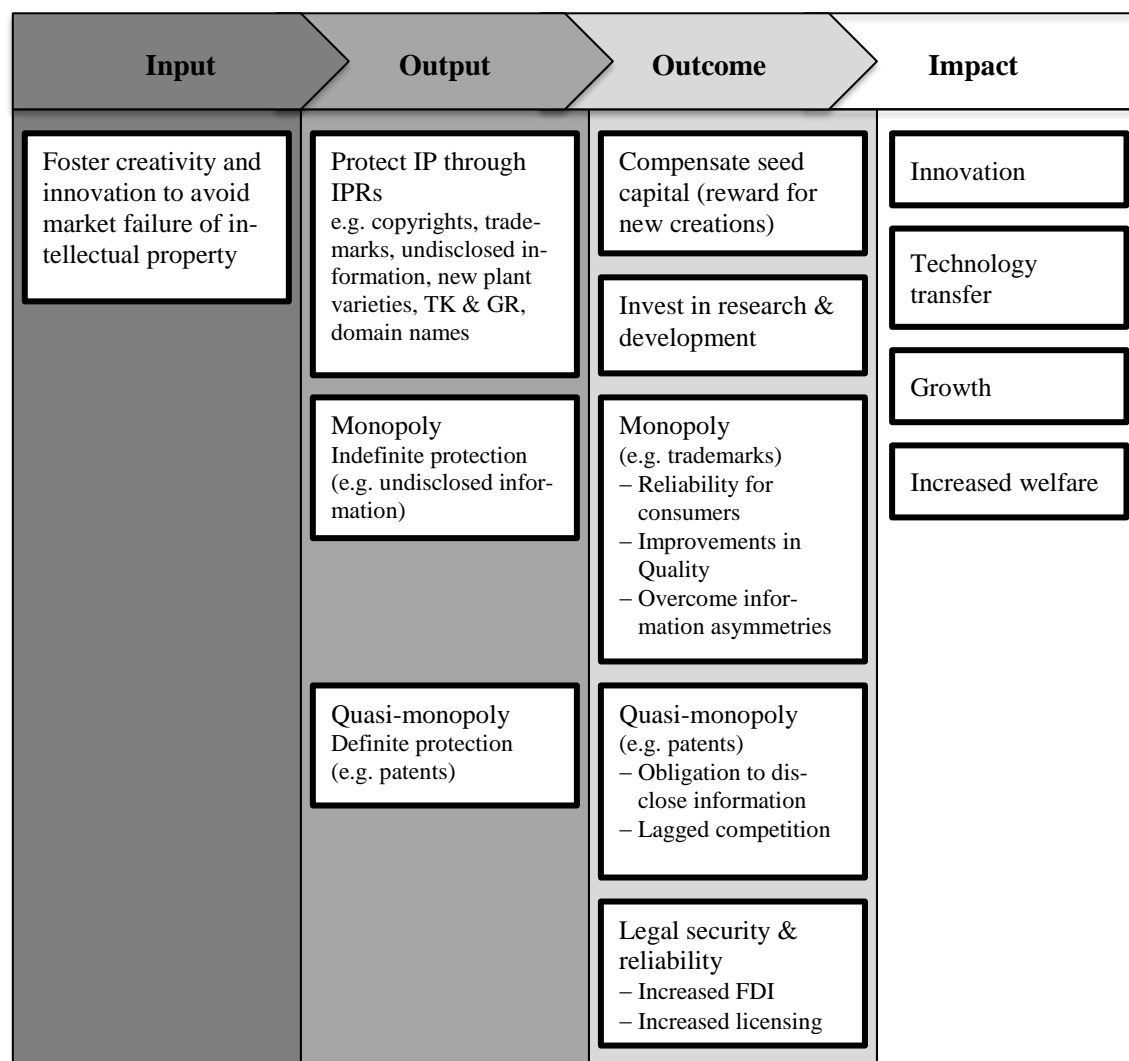 Input
Output
Outcome
Impact
Foster creativity and
innovation to avoid
market failure of in-
tellectual property
Protect IP through
IPRs
e.g. copyrights, trade-
marks, undisclosed in-
formation, new plant
varieties, TK & GR,
domain names
Monopoly
Indefinite protection
(e.g. undisclosed infor-
mation)
Quasi-monopoly
Definite protection
(e.g. patents)
Compensate seed
capital (reward for
new creations)
Invest in research &
development
Monopoly
(e.g. trademarks)
– Reliability for
consumers
– Improvements in
Quality
– Overcome infor-
mation asymmetries
Quasi-monopoly
(e.g. patents)
– Obligation to dis-
close information
– Lagged competition
Legal security &
reliability
– Increased FDI
– Increased licensing
Innovation
Technology
transfer
Growth
Increased welfare